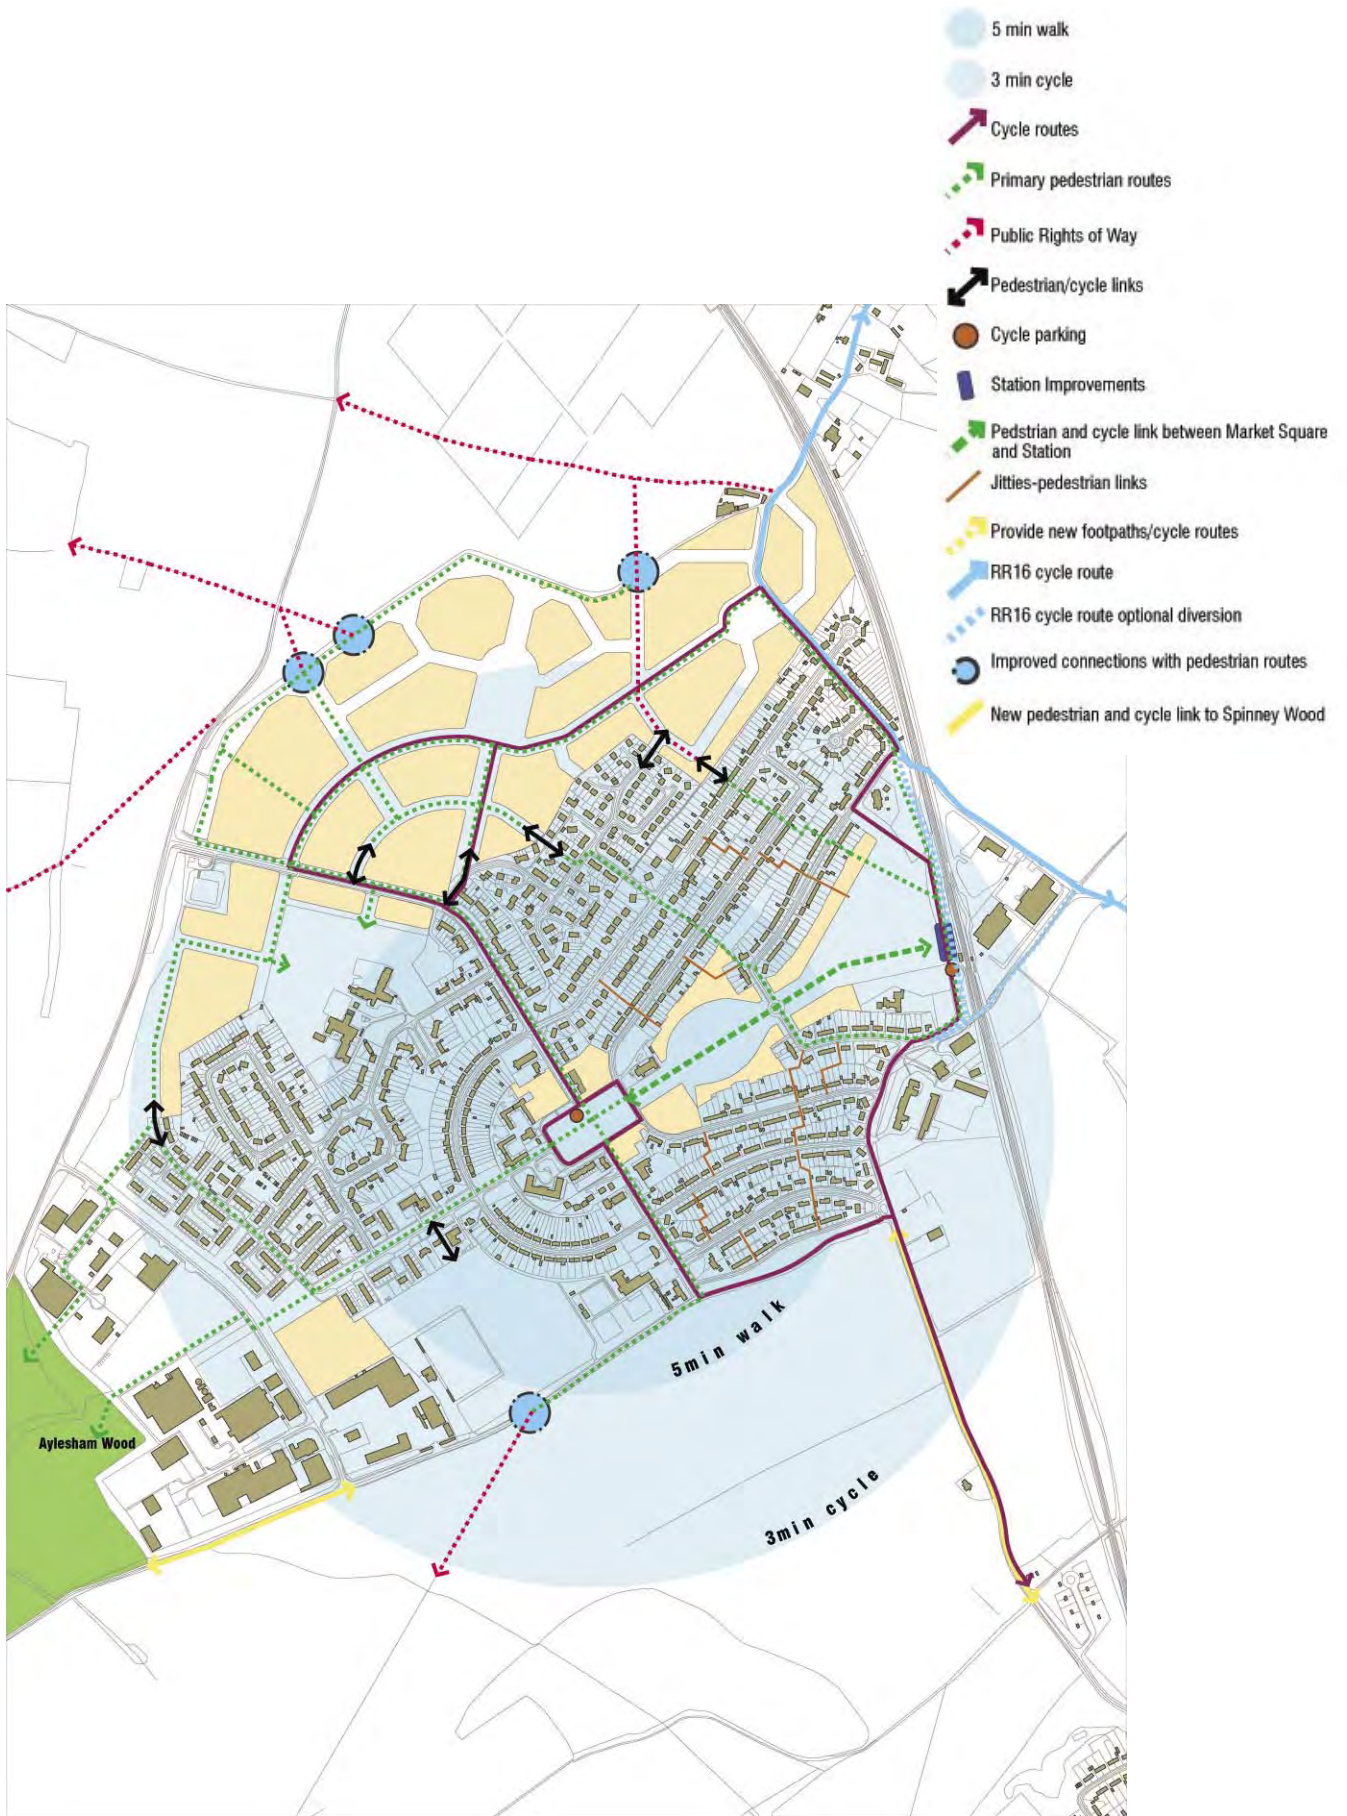 5 min walk
3 min cycle
Cycle routes
Primary pedestrian routes
Public Rights of Way
Pedestrian/cycle links
Cycle parking
Station Improvements
Pedstrian and cycle link between Market Square
and Station
Jitties-pedestrian links
Provide new footpaths/cycle routes
RR16 cycle route
RR16 cycle route optional diversion
Improved connections with pedestrian routes
New pedestrian and cycle link to Spinney Wood
5min walk
Aylesham Wood
3min cycle